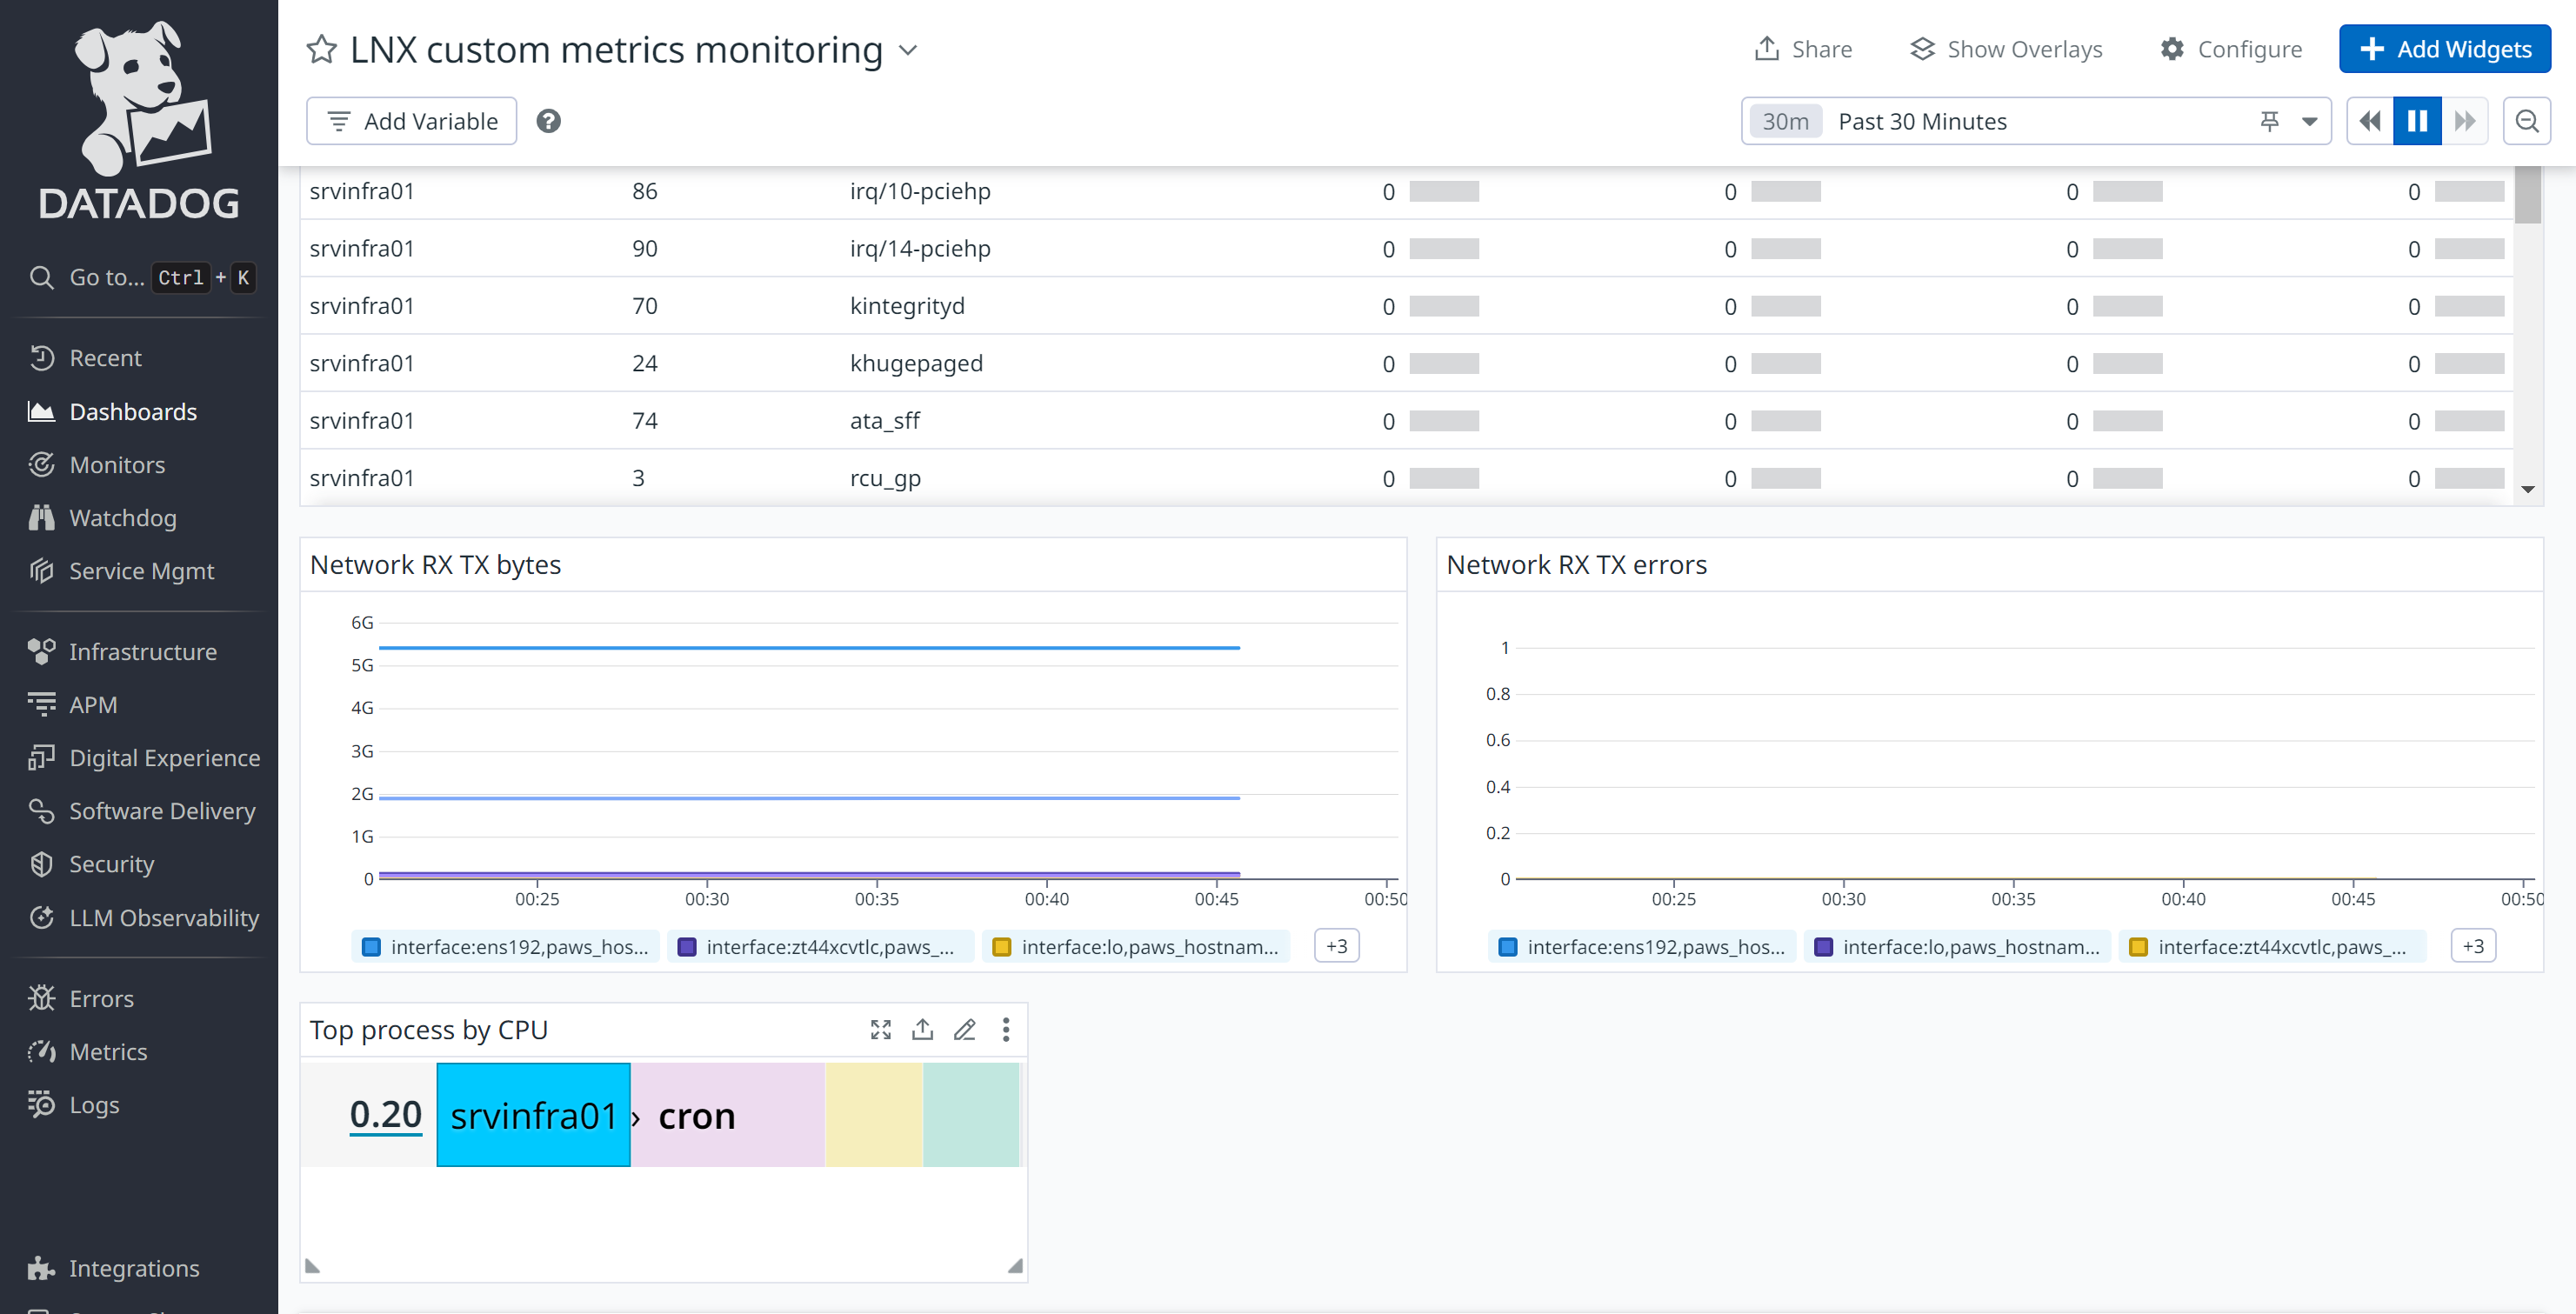 DATADOG
Go to... Ctrl + K
Recent
Dashboards
Monitors
Watchdog
Service Mgmt
Infrastructure
APM
Digital Experience
Software Delivery
Security
LLM Observability
Errors
Metrics
Logs
Integrations
LNX custom metrics monitoring
Share
Show Overlays
Configure
+ Add Widgets
Add Variable
?
30m Past 30 Minutes
srvinfra01 86 irq/10-pciehp 0 0 0 0
srvinfra01 90 irq/14-pciehp 0 0 0 0
srvinfra01 70 kintegrityd 0 0 0 0
srvinfra01 24 khugepaged 0 0 0 0
srvinfra01 74 ata_sff 0 0 0 0
srvinfra01 3 rcu_gp 0 0 0 0
Network RX TX bytes
6G
5G
4G
3G
2G
1G
0
00:25 00:30 00:35 00:40 00:45 00:50
interface:ens192,paws_hos... interface:zt44xcvtlc,paws_... interface:lo,paws_hostnam... +3
Network RX TX errors
1
0.8
0.6
0.4
0.2
0
00:25 00:30 00:35 00:40 00:45 00:50
interface:ens192,paws_hos... interface:lo,paws_hostnam... interface:zt44xcvtlc,paws_... +3
Top process by CPU
0.20 srvinfra01 › cron